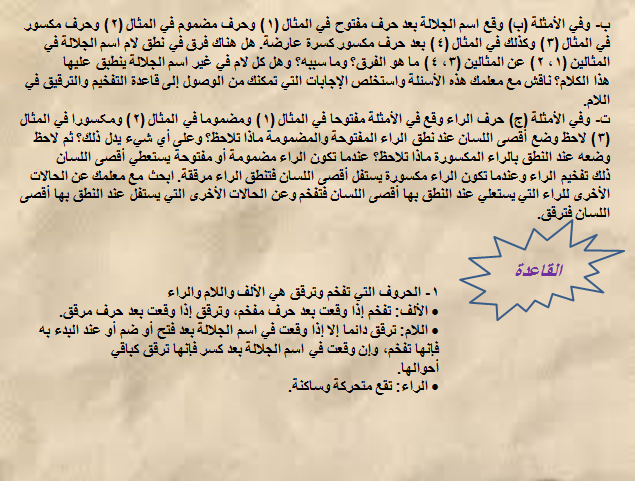 ب- وفي الأمثلة (ب) وقع اسم الجلالة بعد حرف مفتوح في المثال (١) وحرف مضموم في المثال (٢) وحرف مكسور
في المثال (٣) وكذلك في المثال (٤) بعد حرف مكسور كسرة عارضة. هل هناك فرق في نطق لام اسم الجلالة في
المثالين (١، ٢) عن المثالين (٣، ٤) ما هو الفرق؟ وما سببه؟ وهل كل لام في غير اسم الجلالة ينطبق عليها
هذا الكلام؟ ناقش مع معلمك هذه الأسئلة واستخلص الإجابات التي تمكنك من الوصول إلى قاعدة التفخيم والترقيق في
اللام.
ت- وفي الأمثلة (ج) حرف الراء وقع في الأمثلة مفتوحا في المثال (١) ومضموما في المثال (٢) ومكسورا في المثال
(٣) لاحظ وضع أقصى اللسان عند نطق الراء المفتوحة والمضمومة ماذا تلاحظ؟ وعلى أي شيء يدل ذلك؟ ثم لاحظ
وضعه عند النطق بالراء المكسورة ماذا تلاحظ؟ عندما تكون الراء مضمومة أو مفتوحة يستعطي أقصى اللسان
ذلك تفخيم الراء وعندما تكون الراء مكسورة يستفل أقصى اللسان فتنطق الراء مرفقة. ابحث مع معلمك عن الحالات
الأخرى للراء التي يستعلي عند النطق بها أقصى اللسان فتفخم وعن الحالات الأخرى التي يستفل عند النطق بها أقصى
اللسان فترقق.
القاعدة
١- الحروف التي تفخم وترقق هي الألف واللام والراء
● الألف: تفخم إذا وقعت بعد حرف مفخم، وترقق إذا وقعت بعد حرف مرقق.
● اللام: ترقق دائما إلا إذا وقعت في اسم الجلالة بعد فتح أو ضم أو عند البدء به
فإنها تفخم، وإن وقعت في اسم الجلالة بعد كسر فإنها ترقق كباقي
أحوالها.
● الراء: تقع متحركة وساكنة.